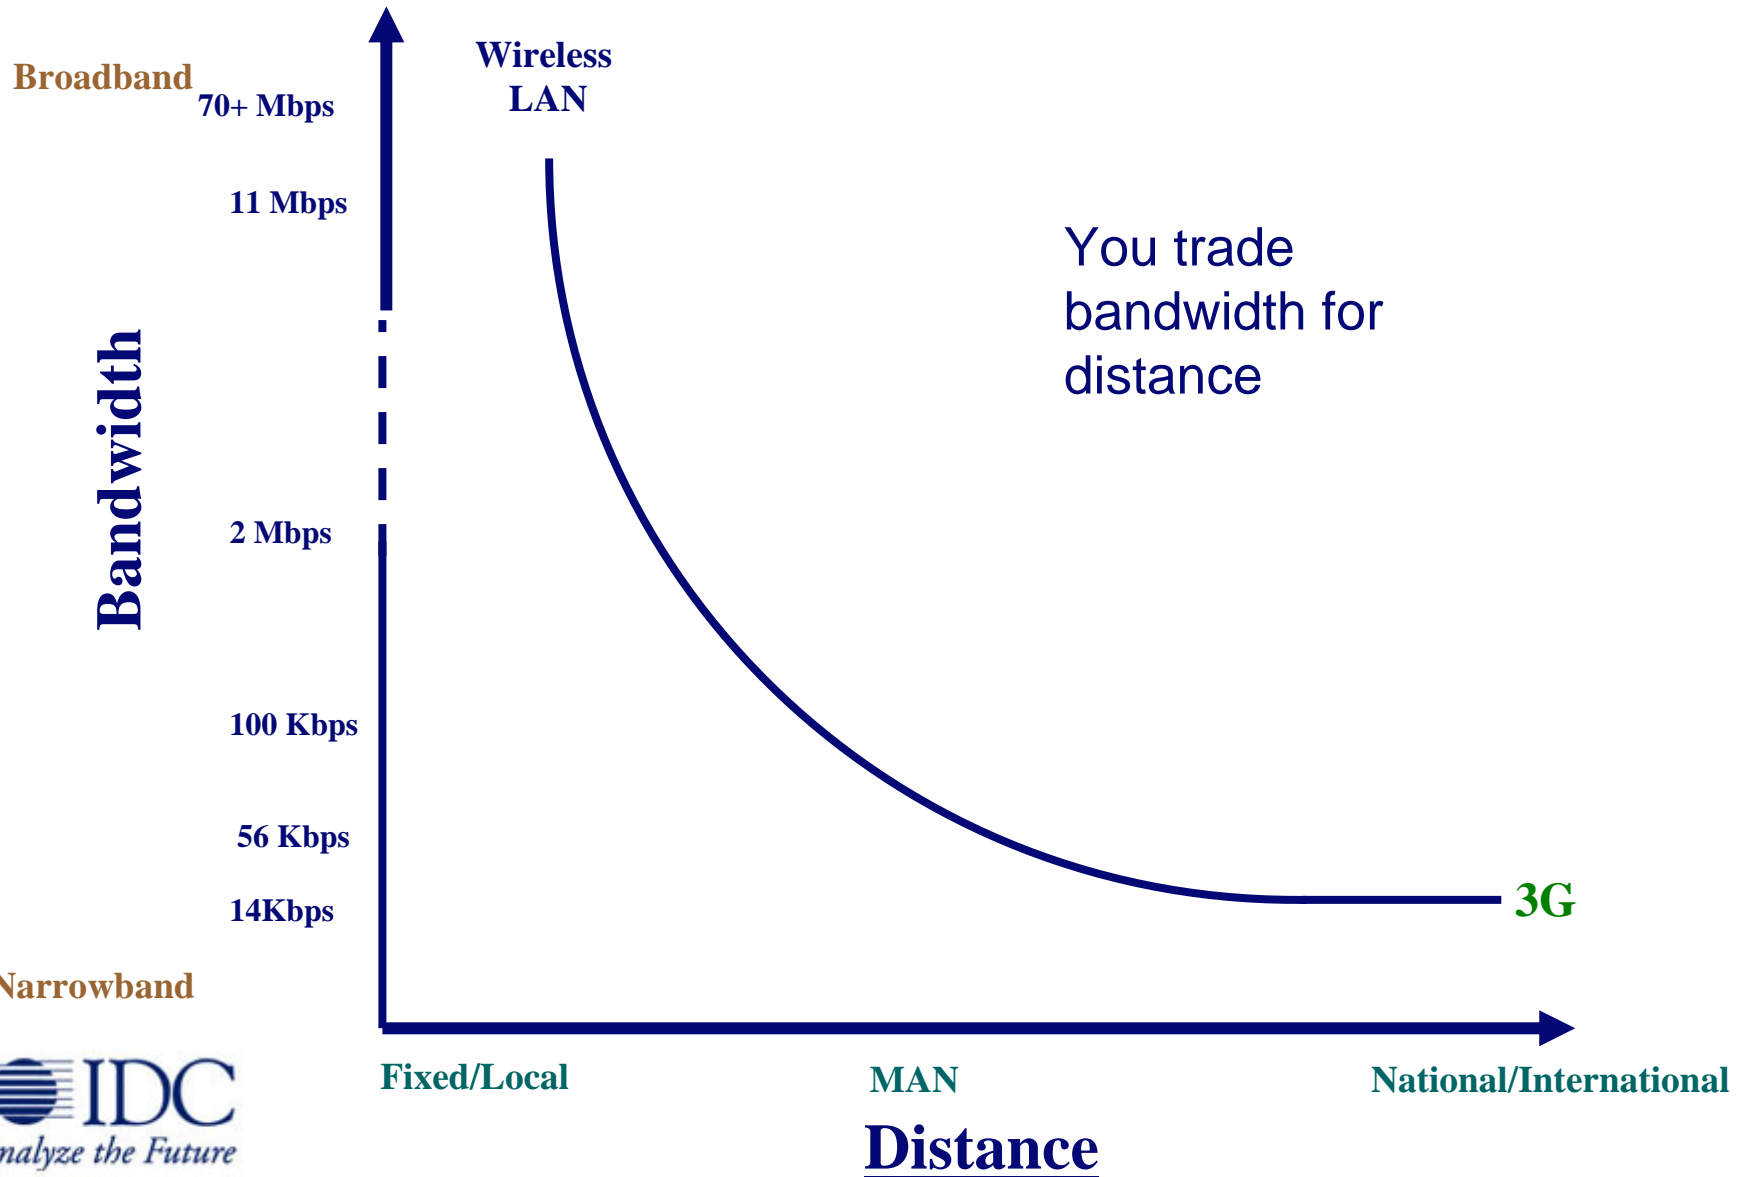 Broadband
70+ Mbps
Wireless
LAN
11 Mbps
You trade
bandwidth for
distance
Bandwidth
2 Mbps
100 Kbps
56 Kbps
14Kbps
3G
Narrowband
Fixed/Local
MAN
National/International
Distance
IDC
nalyze the Future